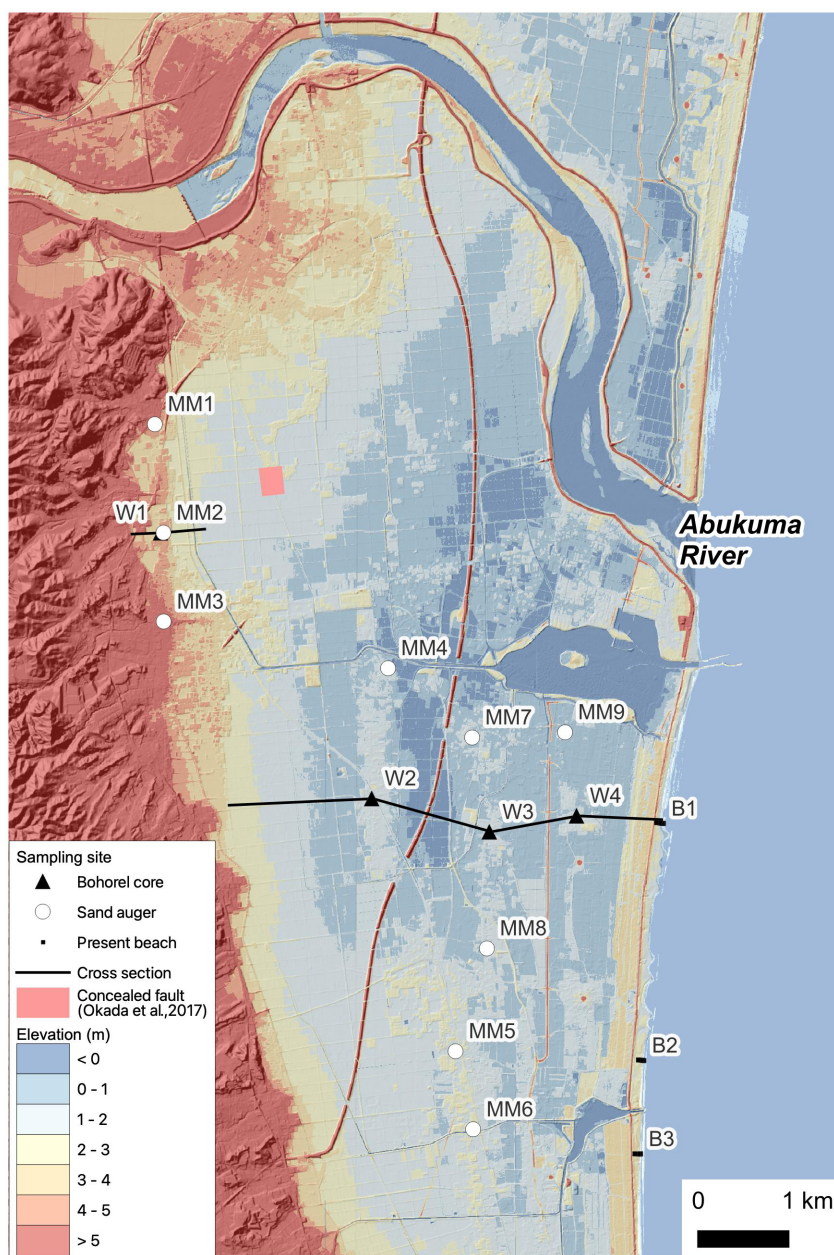 MM1
W1
MM2
Abukuma
River
MM3
MM4
MM7
MM9
W2
W3
W4
B1
MM8
MM5
B2
MM6
B3
Sampling site
Bohorel core
Sand auger
Present beach
Cross section
Concealed fault
(Okada et al.,2017)
Elevation (m)
< 0
0 - 1
1 - 2
2 - 3
3 - 4
4 - 5
> 5
0 1 km